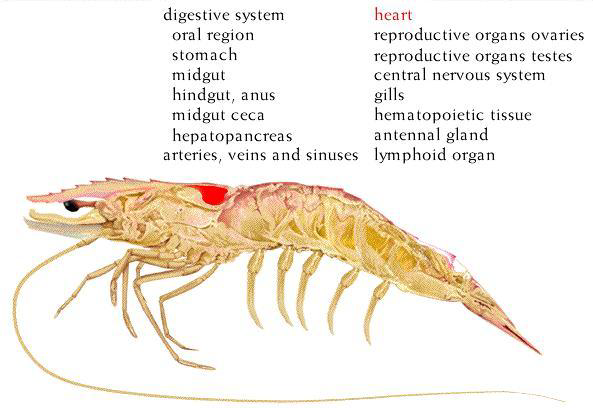 digestive system
oral region
stomach
midgut
hindgut, anus
midgut ceca
hepatopancreas
arteries, veins and sinuses
heart
reproductive organs ovaries
reproductive organs testes
central nervous system
gills
hematopoietic tissue
antennal gland
lymphoid organ